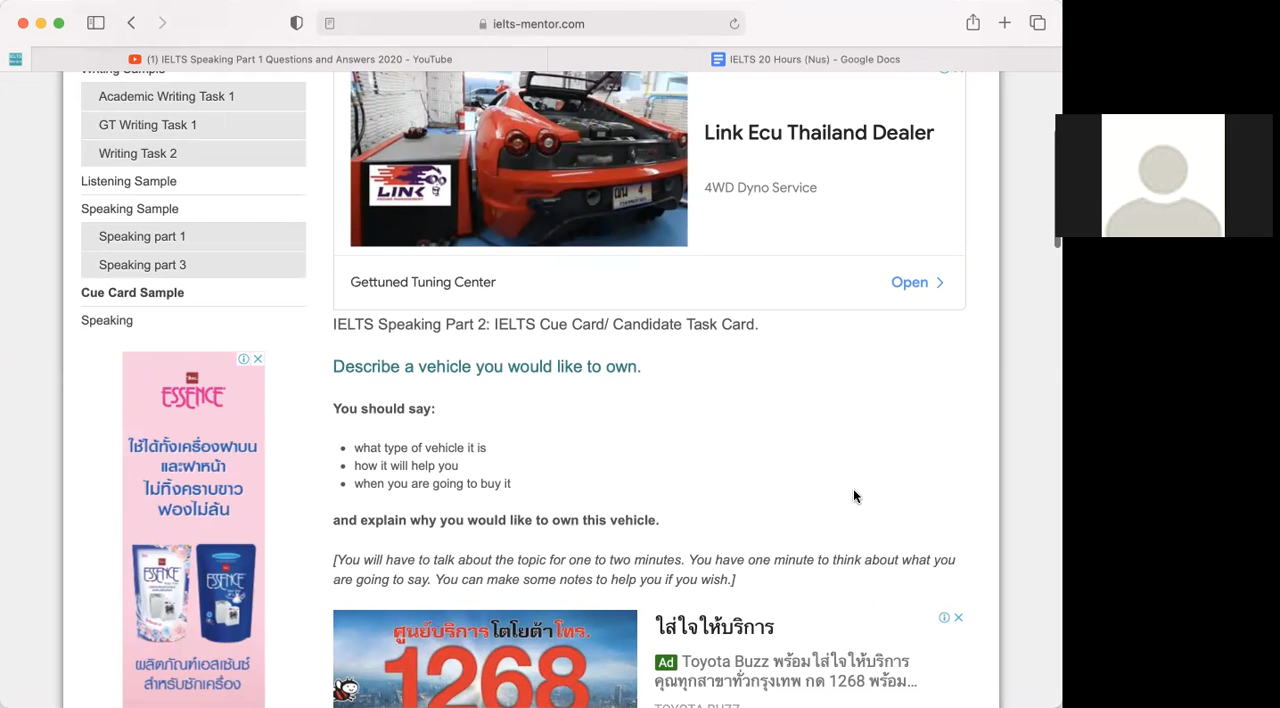 ielts-mentor.com
(1) IELTS Speaking Part 1 Questions and Answers 2020 - YouTube
IELTS 20 Hours (Nus) - Google Docs
Writing Sample
Academic Writing Task 1
GT Writing Task 1
Writing Task 2
Listening Sample
Speaking Sample
Speaking part 1
Speaking part 3
Cue Card Sample
Speaking
LINK
Link Ecu Thailand Dealer
4WD Dyno Service
Gettuned Tuning Center
Open
IELTS Speaking Part 2: IELTS Cue Card/ Candidate Task Card.
Describe a vehicle you would like to own.
You should say:
what type of vehicle it is
how it will help you
when you are going to buy it
and explain why you would like to own this vehicle.
[You will have to talk about the topic for one to two minutes. You have one minute to think about what you
are going to say. You can make some notes to help you if you wish.]
ESSENCE
ใช้ได้ทั้งเครื่องฝาบน
และฝาหน้า
ไม่ทิ้งคราบขาว
ฟองไม่ล้น
ESSENCE
ESSENCE
ผลิตภัณฑ์เอสเซ้นซ์
สำหรับซักเครื่อง
ศูนย์บริการโตโยต้าโทร.
1268
ใส่ใจให้บริการ
Ad Toyota Buzz พร้อมใส่ใจให้บริการ
คุณทุกสาขาทั่วกรุงเทพ กด 1268 พร้อม...
TOYOTA BUZZ